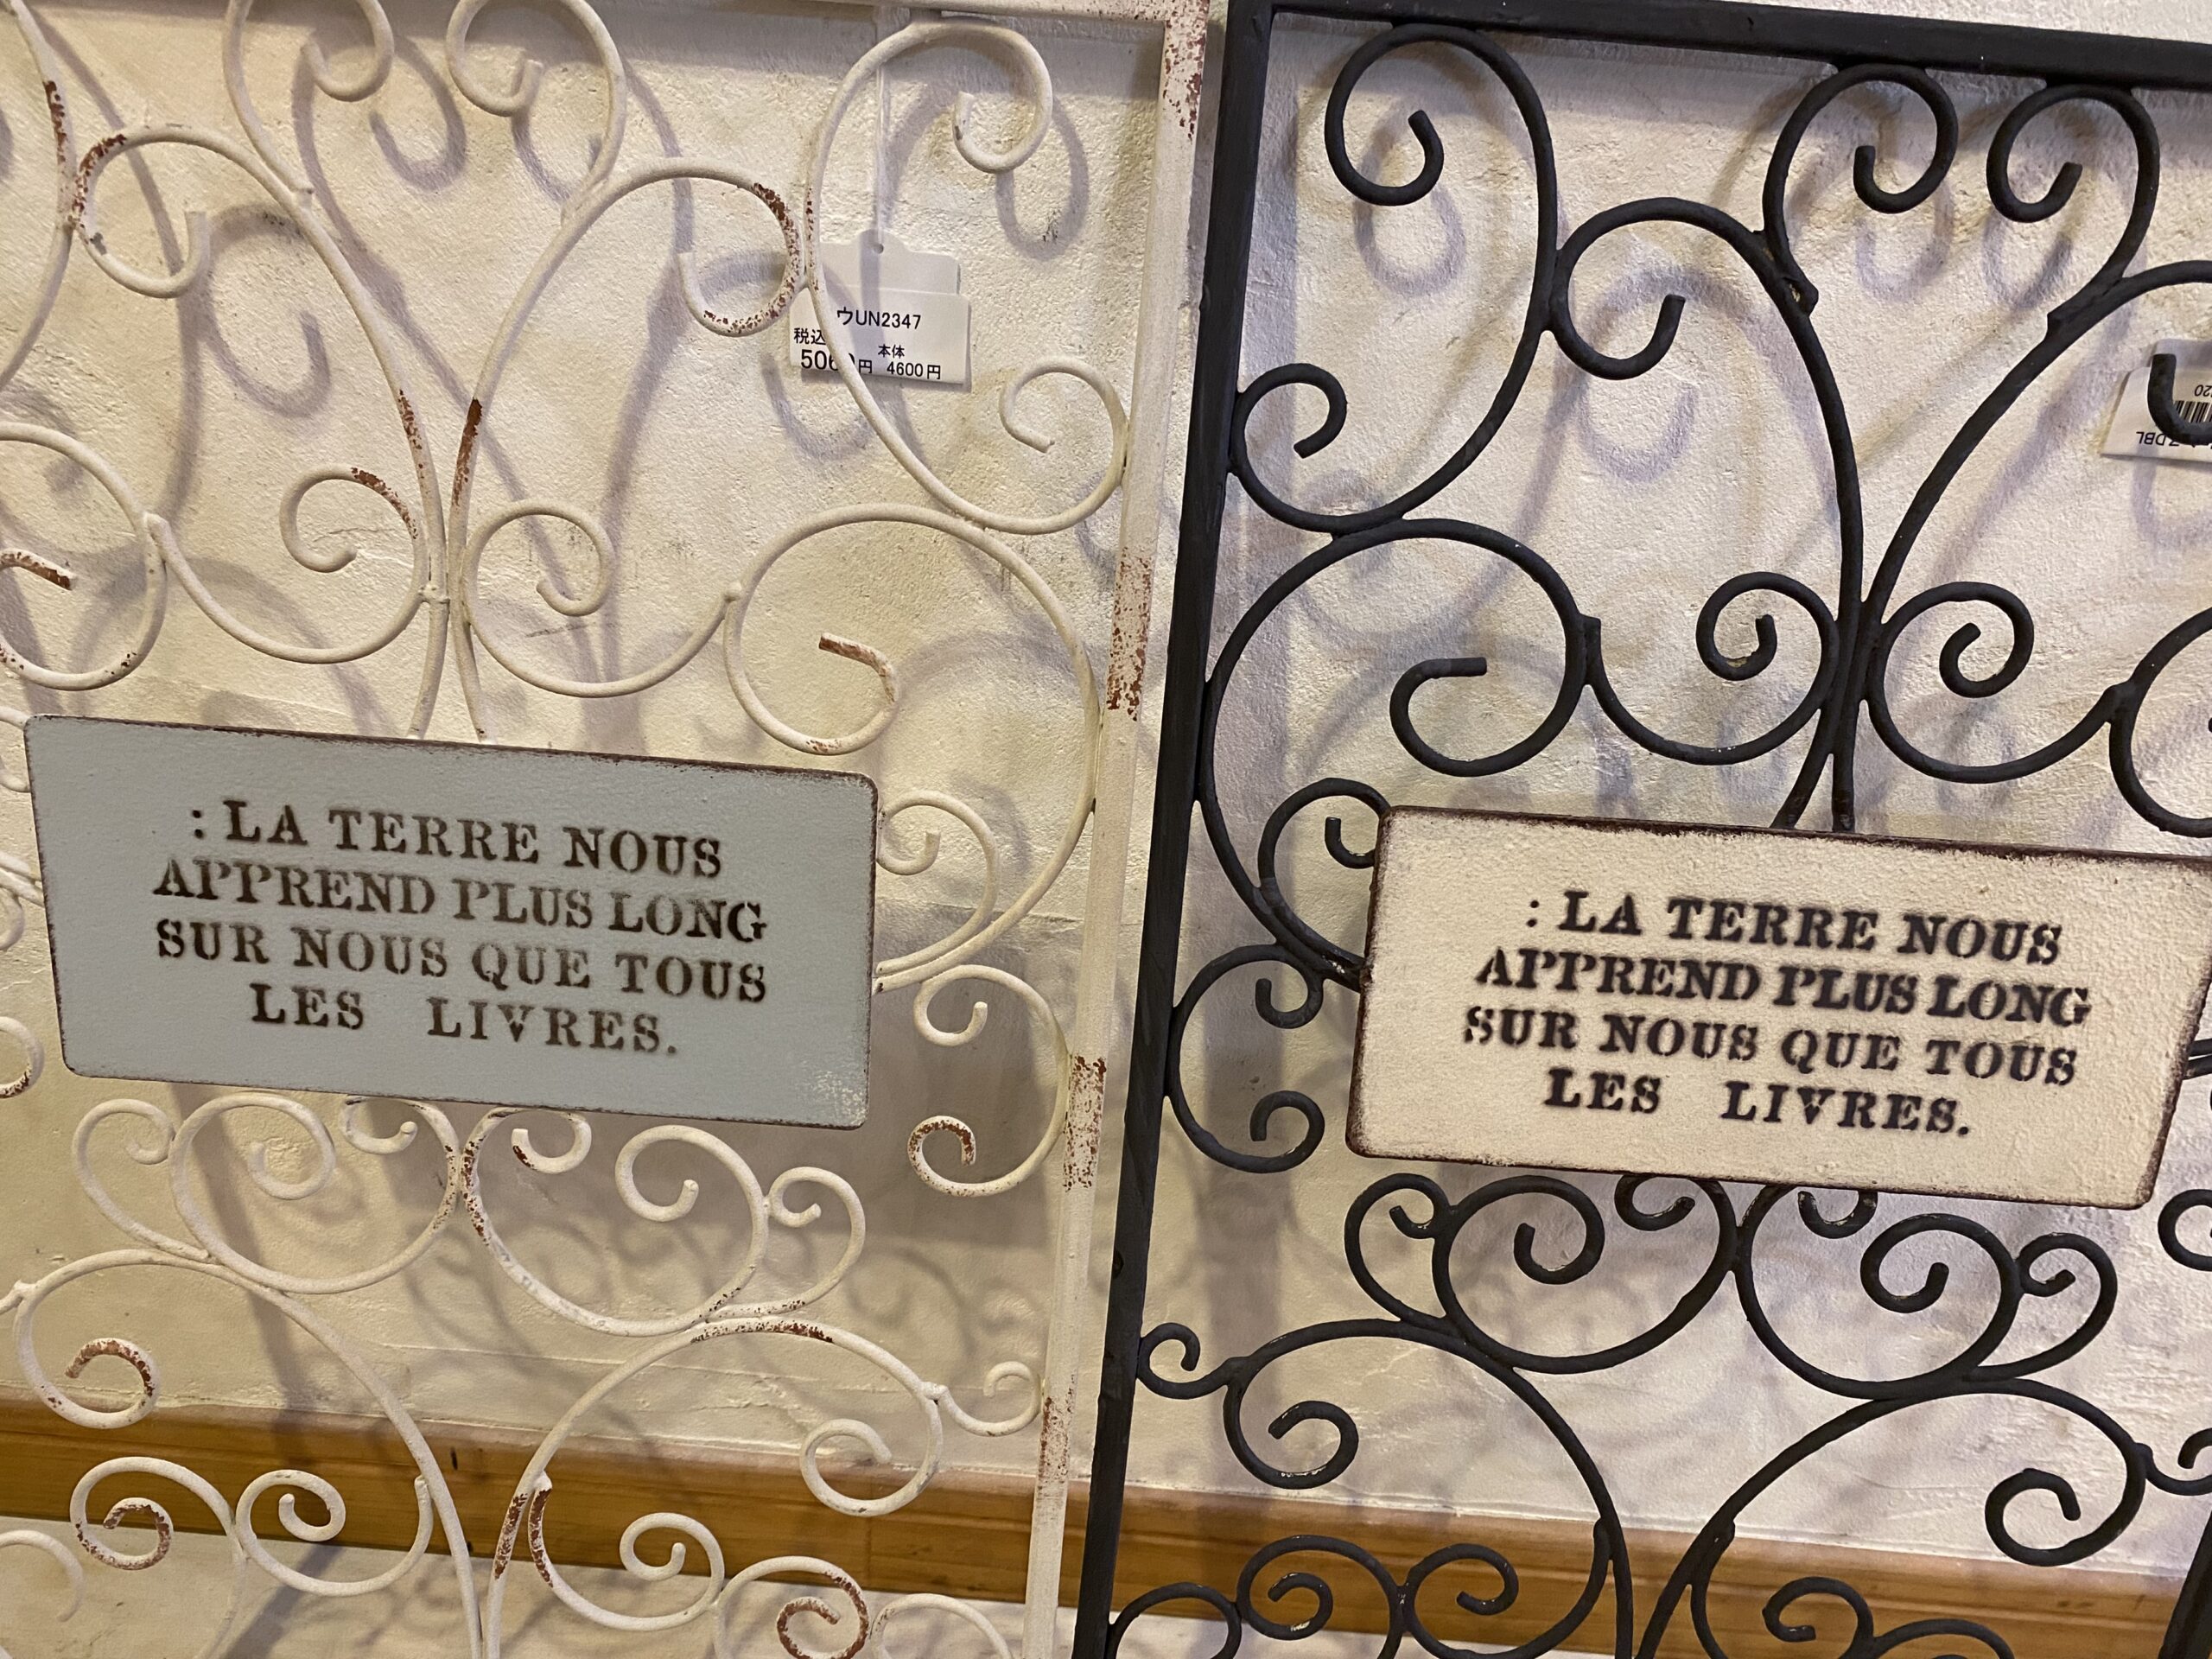 ウUN2347
税込 本体
円 4600円
: LA TERRE NOUS
APPREND PLUS LONG
SUR NOUS QUE TOUS
LES LIVRES.
: LA TERRE NOUS
APPREND PLUS LONG
SUR NOUS QUE TOUS
LES LIVRES.